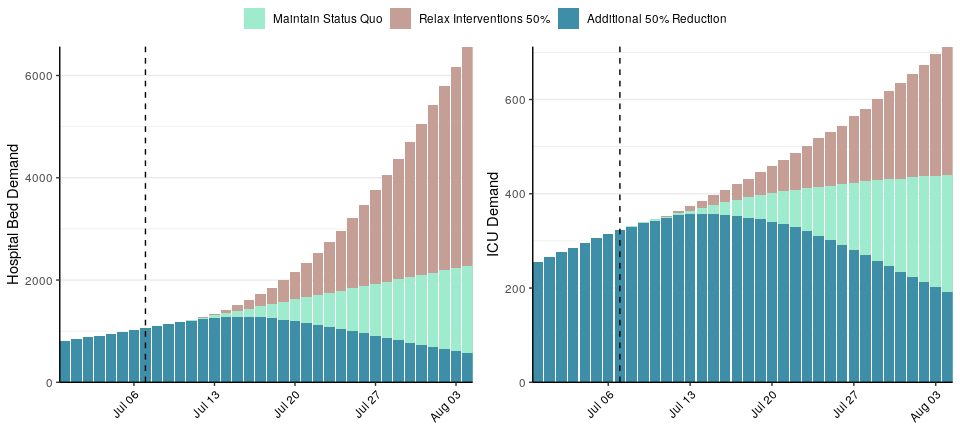 Maintain Status Quo Relax Interventions 50% Additional 50% Reduction
Hospital Bed Demand
6000
4000
2000
0
Jul 06 Jul 13 Jul 20 Jul 27 Aug 03
ICU Demand
600
400
200
0
Jul 06 Jul 13 Jul 20 Jul 27 Aug 03